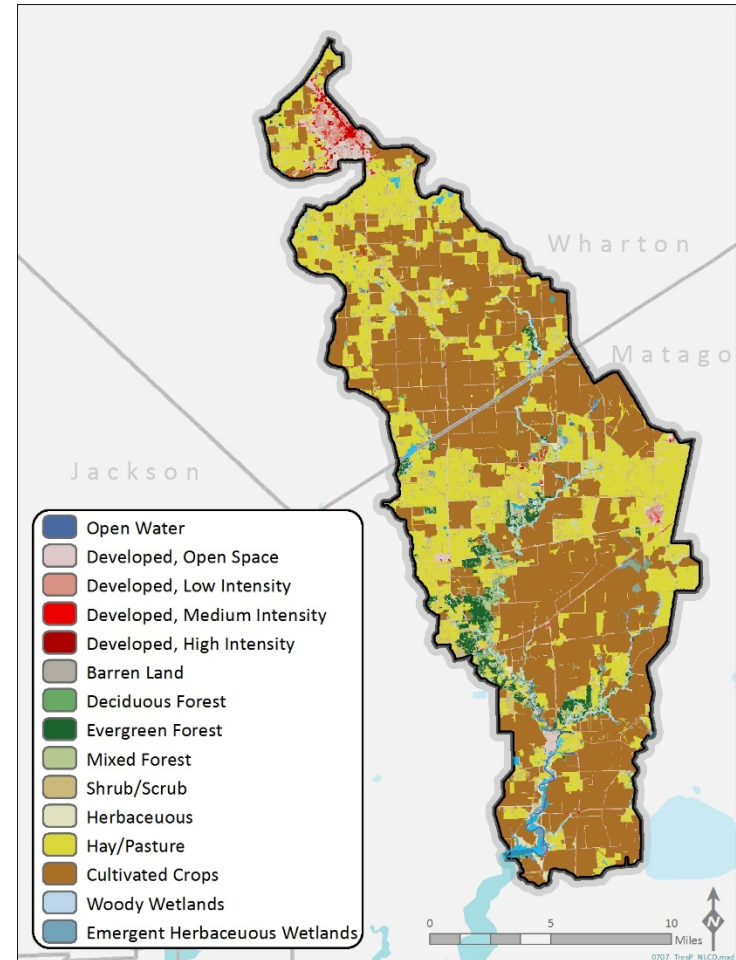 Wharton
Matago
Jackson
Open Water
Developed, Open Space
Developed, Low Intensity
Developed, Medium Intensity
Developed, High Intensity
Barren Land
Deciduous Forest
Evergreen Forest
Mixed Forest
Shrub/Scrub
Herbaceuous
Hay/Pasture
Cultivated Crops
Woody Wetlands
Emergent Herbaceuous Wetlands
0 5 10
Miles
N
0707_TresP_NLCD.mxd